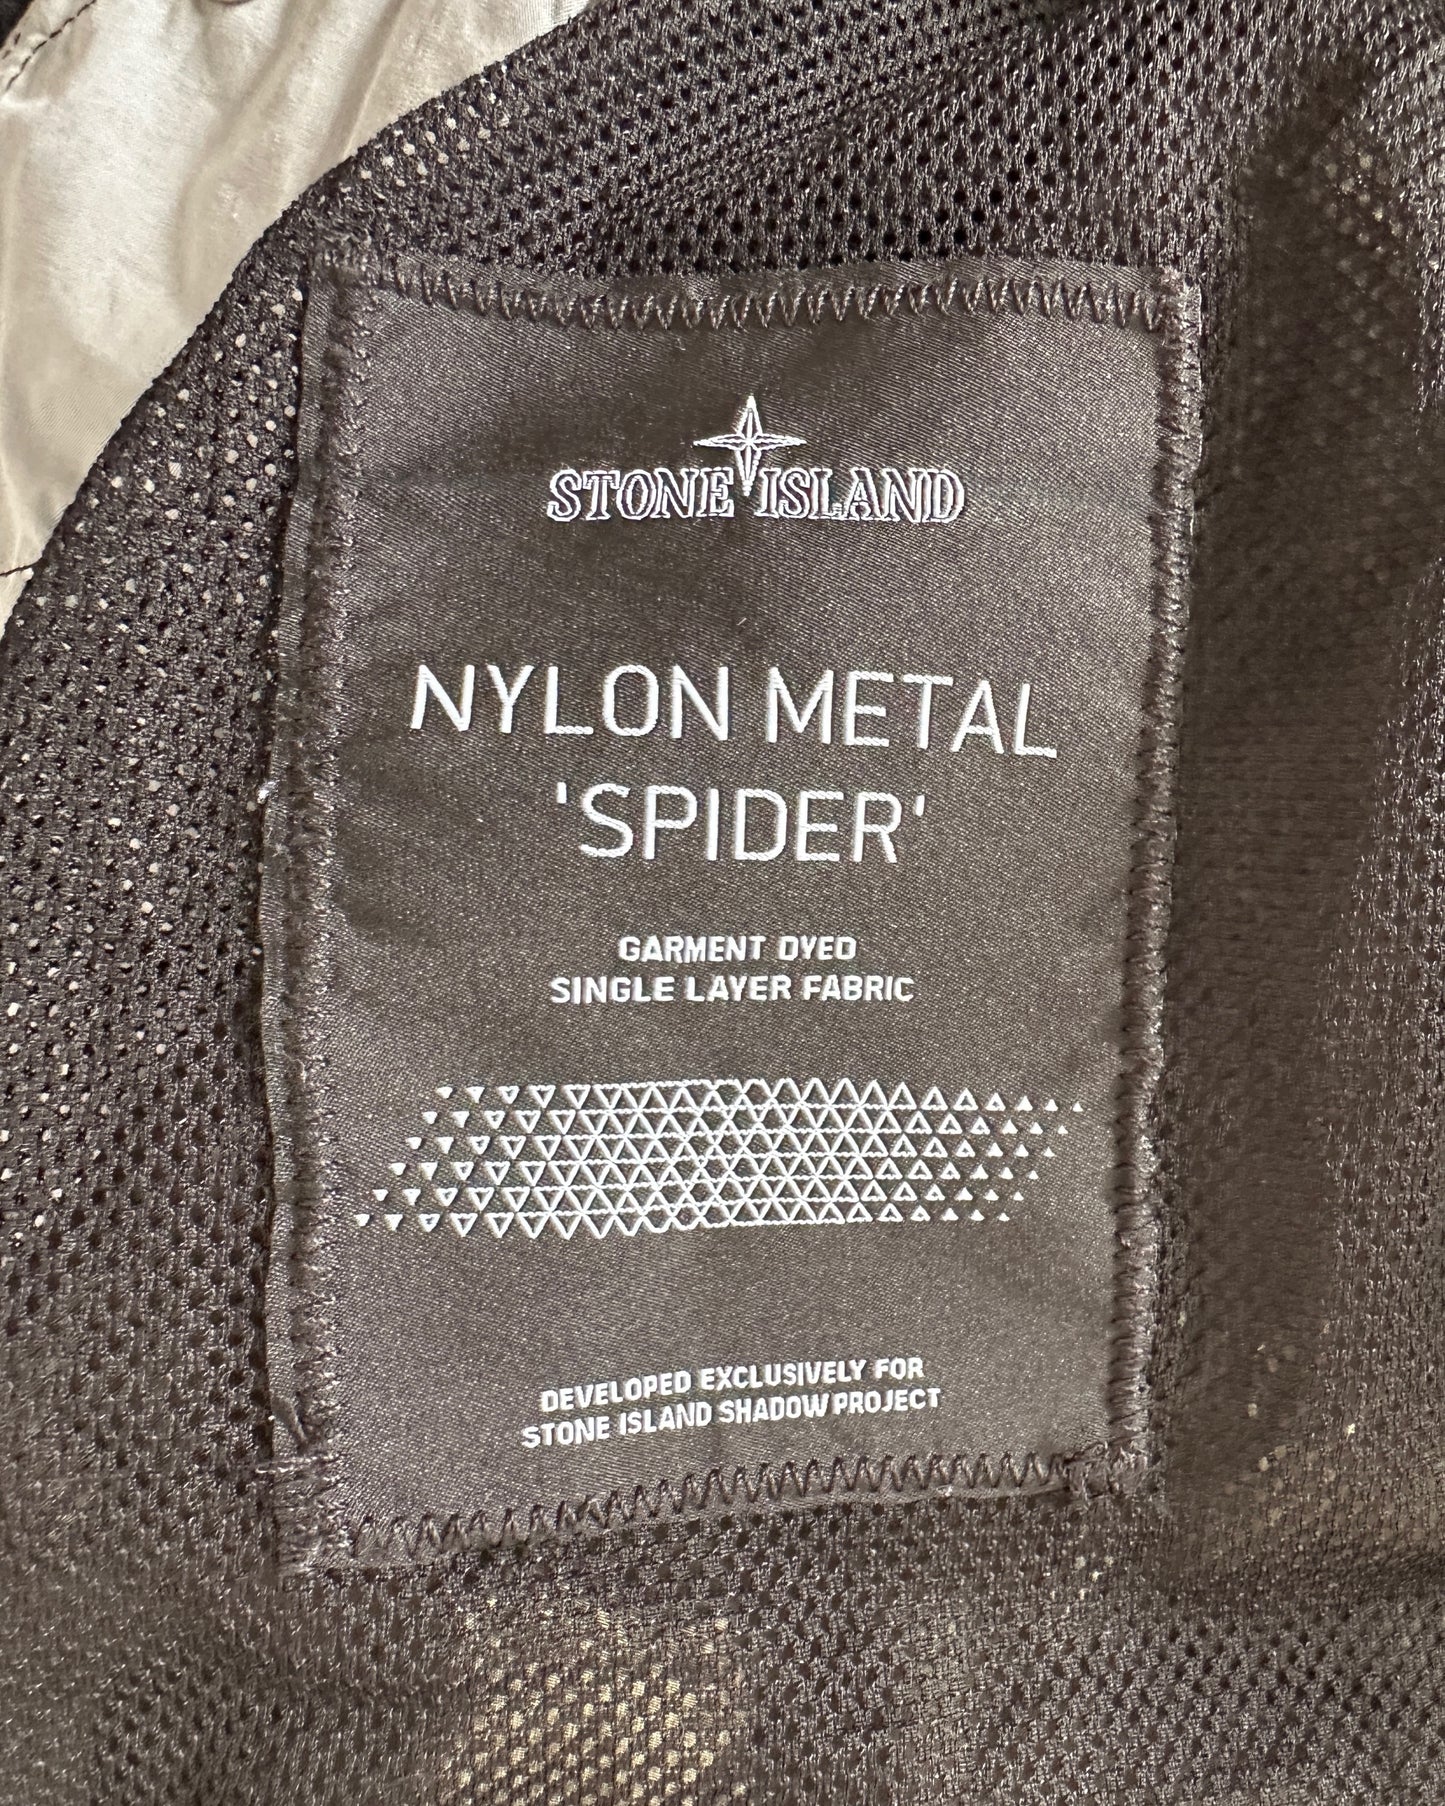 STONE ISLAND
NYLON METAL
'SPIDER'
GARMENT DYED
SINGLE LAYER FABRIC
DEVELOPED EXCLUSIVELY FOR
STONE ISLAND SHADOW PROJECT